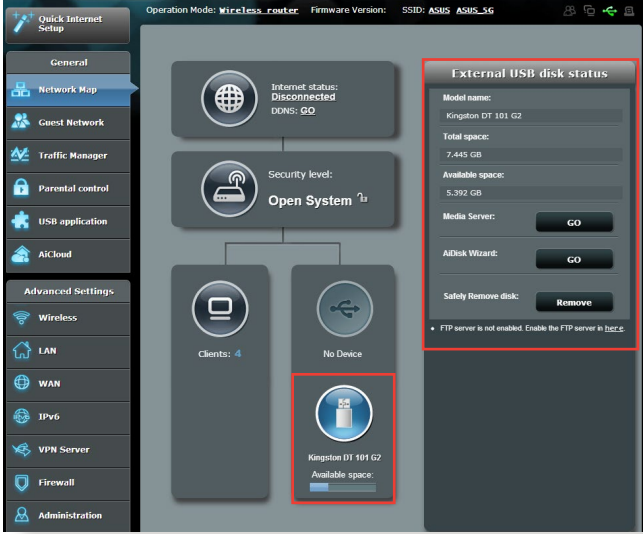 Operation Mode: Wireless router Firmware Version: SSID: ASUS ASUS_5G
Quick Internet
Setup
General
Network Map
Guest Network
Traffic Manager
Parental control
USB application
AiCloud
Advanced Settings
Wireless
LAN
WAN
IPv6
VPN Server
Firewall
Administration
Internet status:
Disconnected
DDNS: GO
Security level:
Open System
Clients: 4
No Device
Kingston DT 101 G2
Available space:
External USB disk status
Model name:
Kingston DT 101 G2
Total space:
7.445 GB
Available space:
5.392 GB
Media Server: GO
AiDisk Wizard: GO
Safely Remove disk: Remove
• FTP server is not enabled. Enable the FTP server in here.